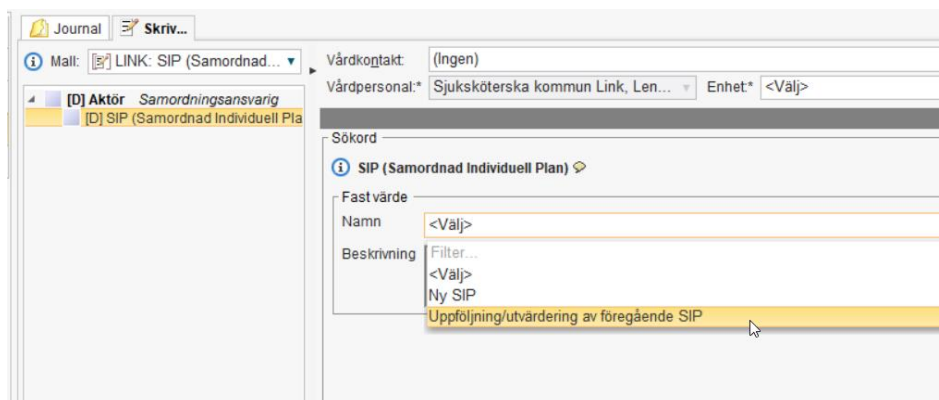 Journal Skriv...
Mall: LINK: SIP (Samordnad...
Vårdkontakt: (Ingen)
Vårdpersonal:* Sjuksköterska kommun Link, Len... Enhet:* <Välj>
[D] Aktör Samordningsansvarig
[D] SIP (Samordnad Individuell Pla
Sökord
SIP (Samordnad Individuell Plan)
Fast värde
Namn <Välj>
Beskrivning
Filter...
<Välj>
Ny SIP
Uppföljning/utvärdering av föregående SIP